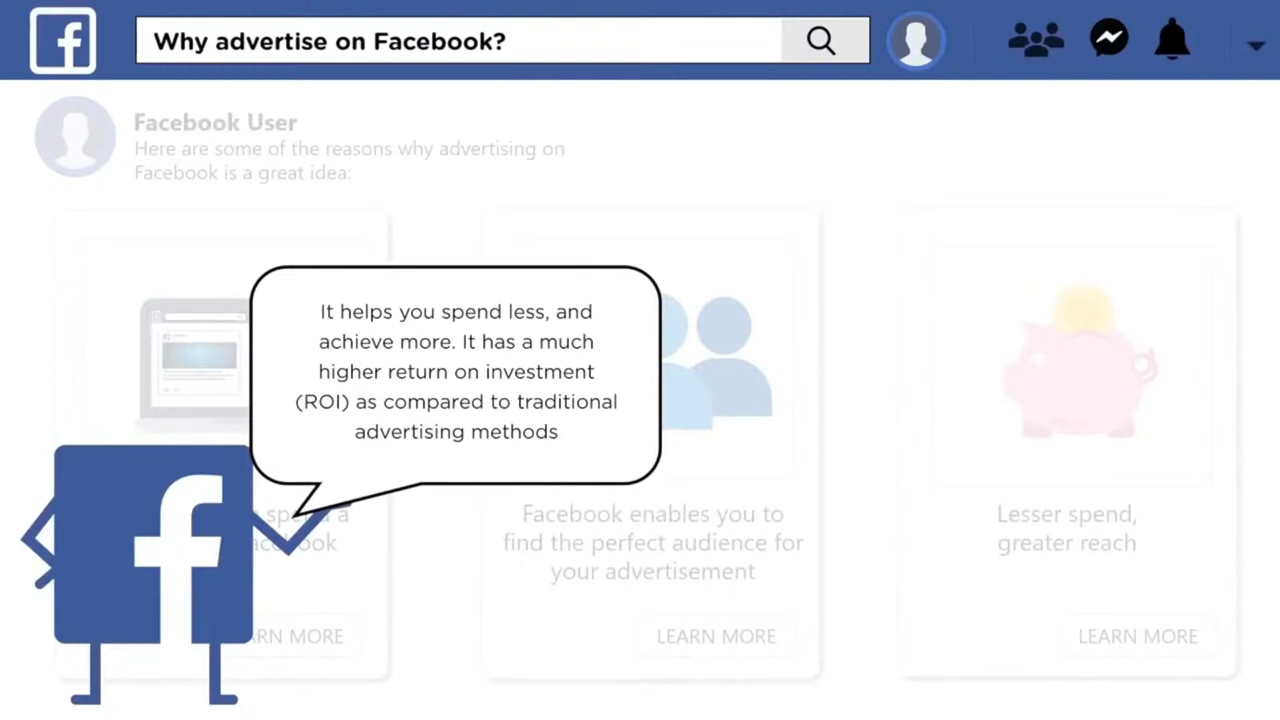 Why advertise on Facebook?
Facebook User
Here are some of the reasons why advertising on
Facebook is a great idea:
It helps you spend less, and
achieve more. It has a much
higher return on investment
(ROI) as compared to traditional
advertising methods
spend a
Facebook enables you to
find the perfect audience for
your advertisement
LEARN MORE
Lesser spend,
greater reach
LEARN MORE